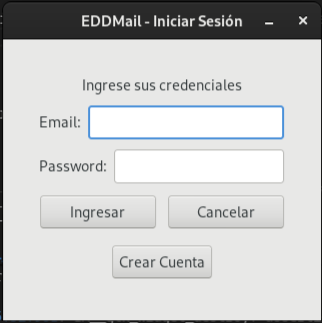 EDDMail - Iniciar Sesión
Ingrese sus credenciales
Email:
Password:
Ingresar Cancelar
Crear Cuenta